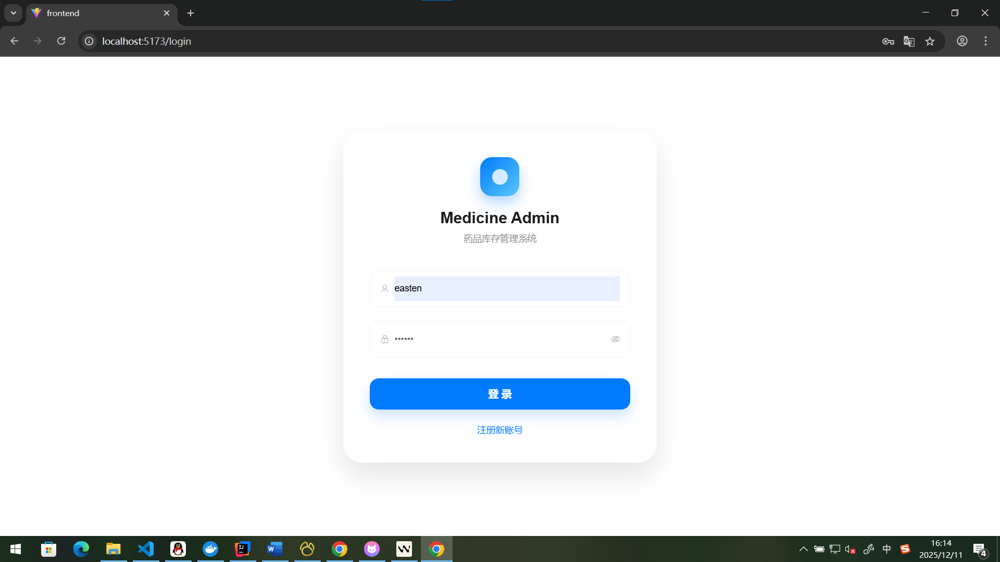 frontend
localhost:5173/login
Medicine Admin
药品库存管理系统
easten
••••••
登 录
注册新账号
中
16:14
2025/12/11
4